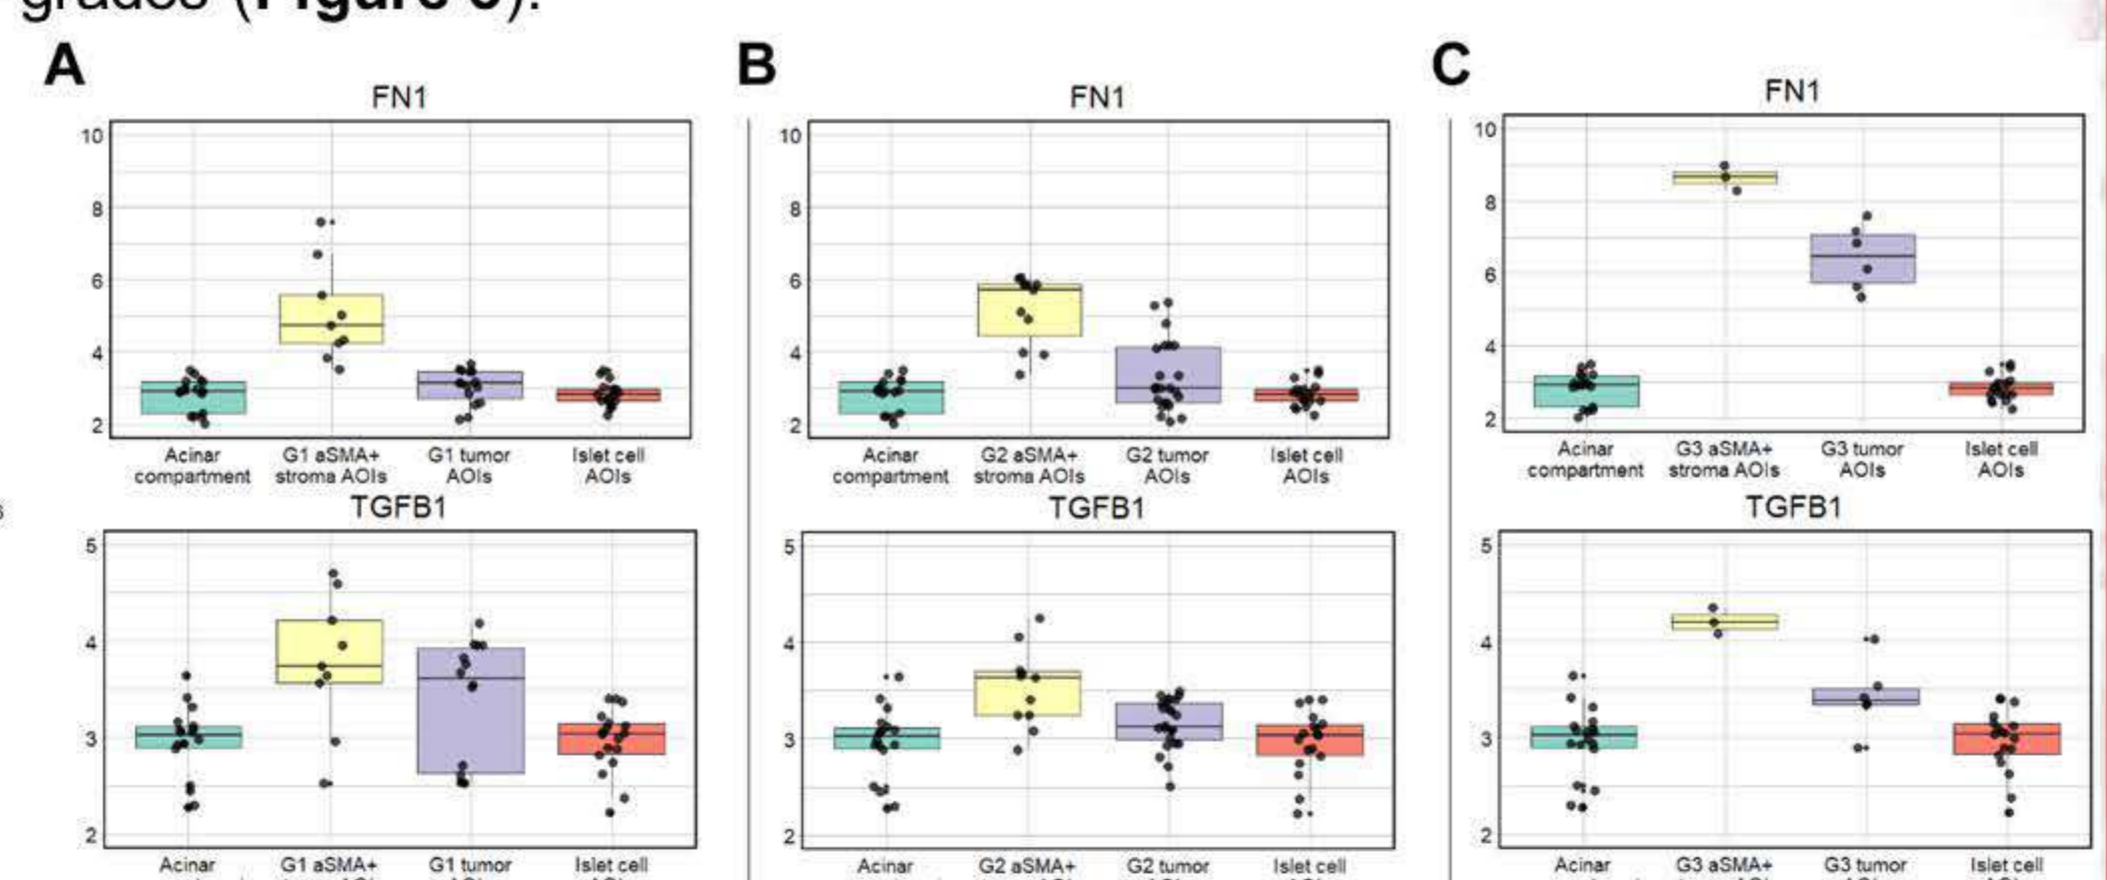 grados (Figure 3).
A
B
C
FN1
10
8
6
4
2
Acinar compartment
G1 aSMA+ stroma AOIs
G1 tumor AOIs
Islet cell AOIs
FN1
10
8
6
4
2
Acinar compartment
G2 aSMA+ stroma AOIs
G2 tumor AOIs
Islet cell AOIs
FN1
10
8
6
4
2
Acinar compartment
G3 aSMA+ stroma AOIs
G3 tumor AOIs
Islet cell AOIs
TGFB1
5
4
3
2
Acinar
G1 aSMA+
G1 tumor
Islet cell
TGFB1
5
4
3
2
Acinar
G2 aSMA+
G2 tumor
Islet cell
TGFB1
5
4
3
2
Acinar
G3 aSMA+
G3 tumor
Islet cell